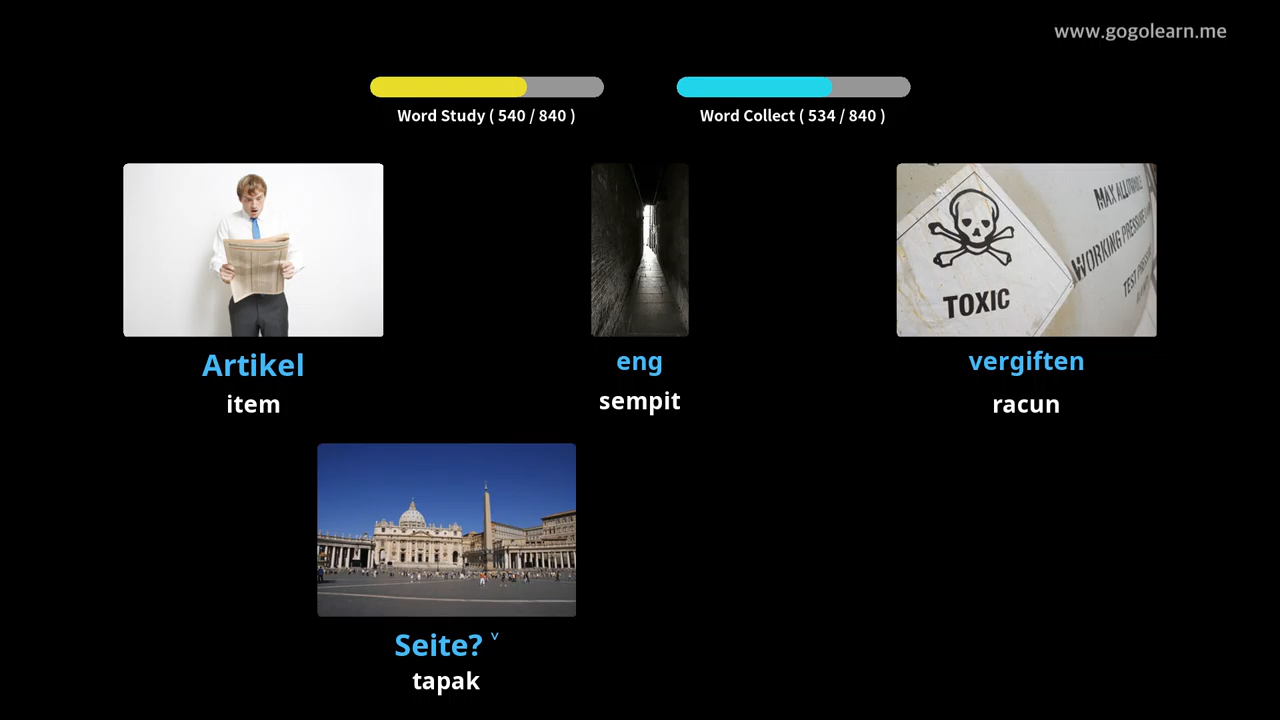 www.gogolearn.me
Word Study ( 540 / 840 )
Word Collect ( 534 / 840 )
MAX ALLOWABLE
WORKING PRESSURE
TOXIC
TEST
Artikel
item
eng
sempit
vergiften
racun
Seite? ˅
tapak